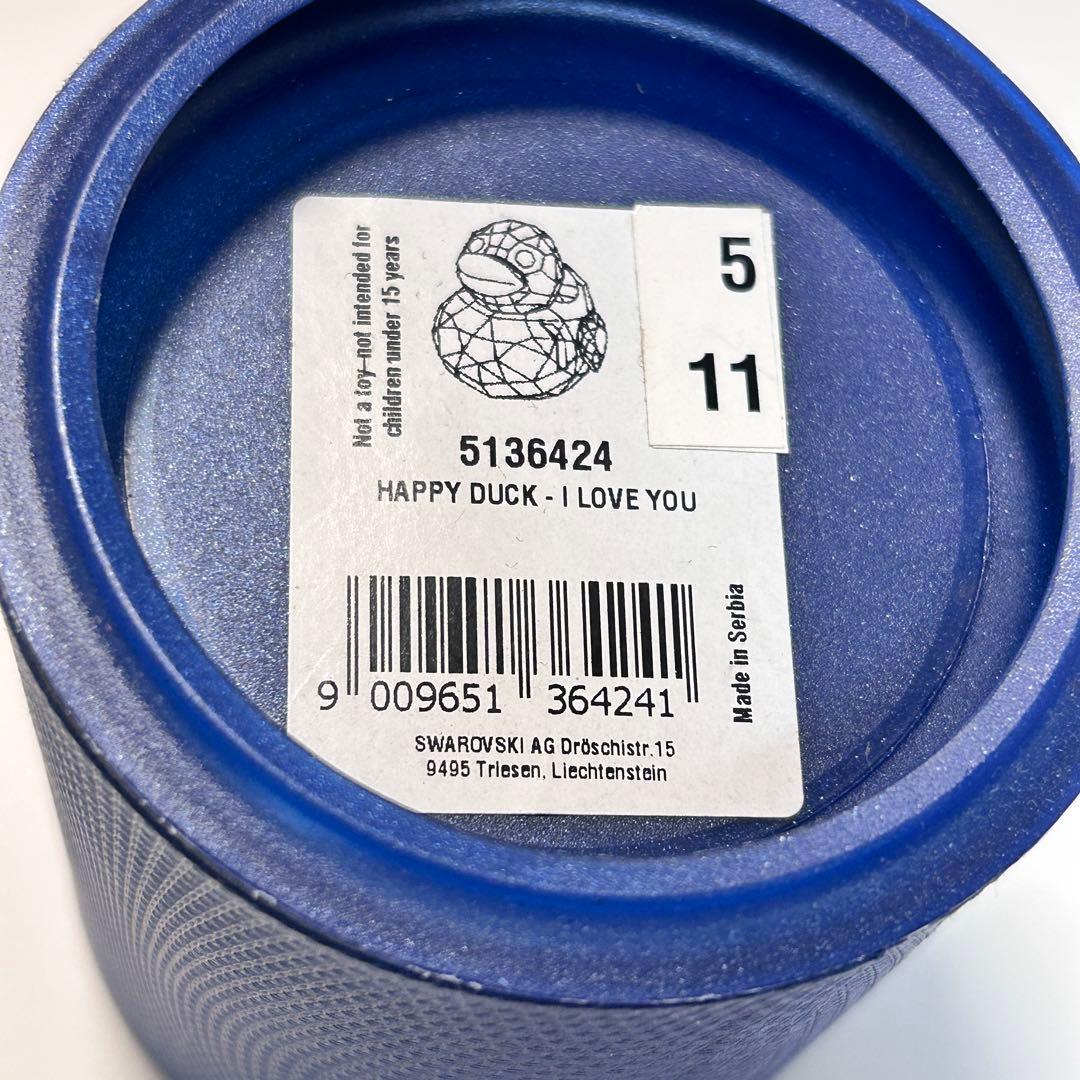 Not a toy-not intended for
children under 15 years
5
11
5136424
HAPPY DUCK - I LOVE YOU
9 009651 364241
Made in Serbia
SWAROVSKI AG Dröschistr.15
9495 Triesen, Liechtenstein